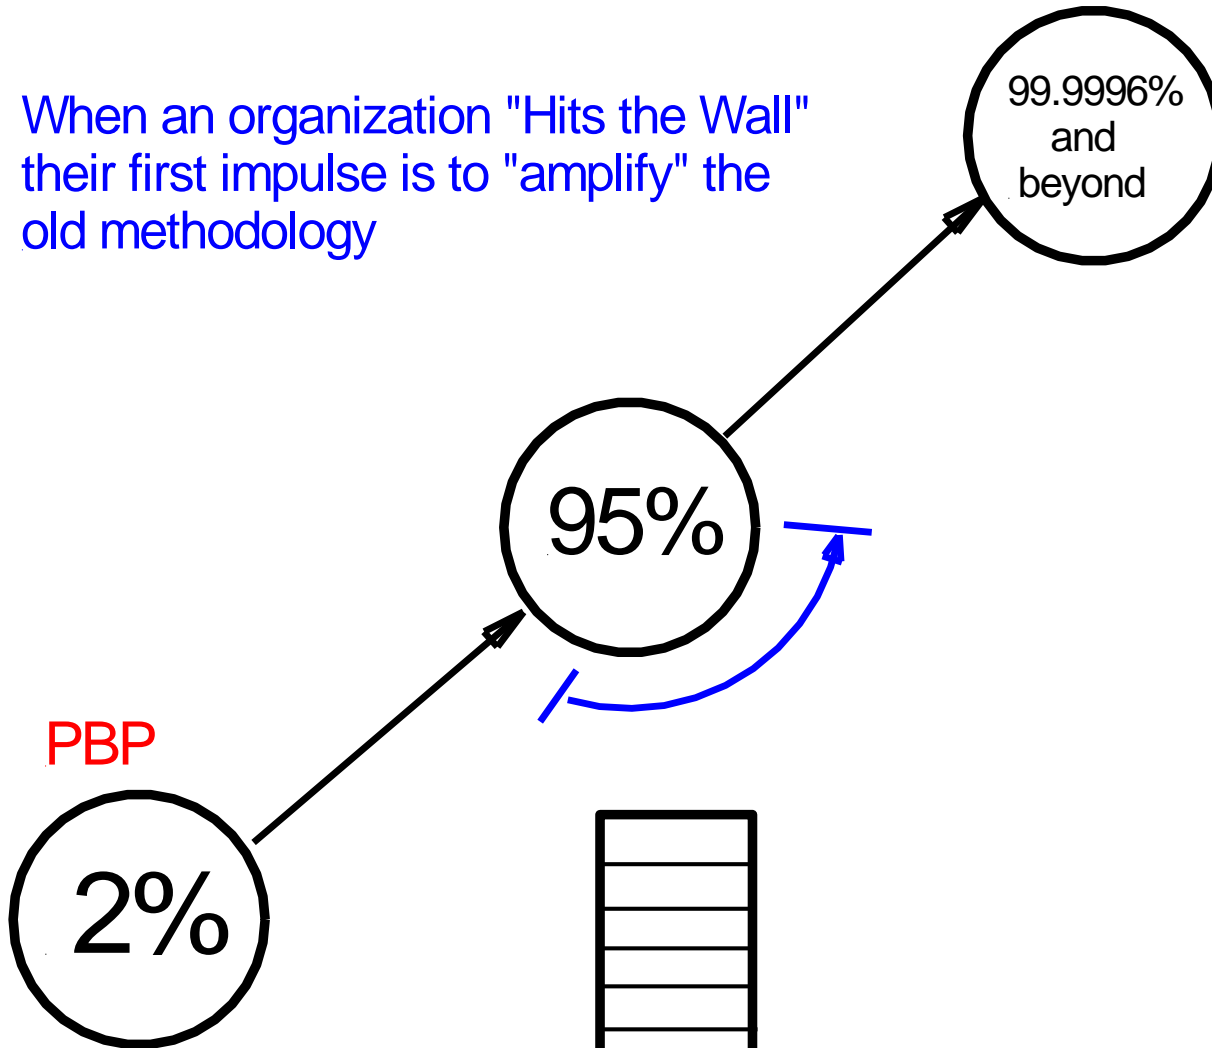 When an organization "Hits the Wall"
their first impulse is to "amplify" the
old methodology
99.9996%
and
beyond
95%
PBP
2%